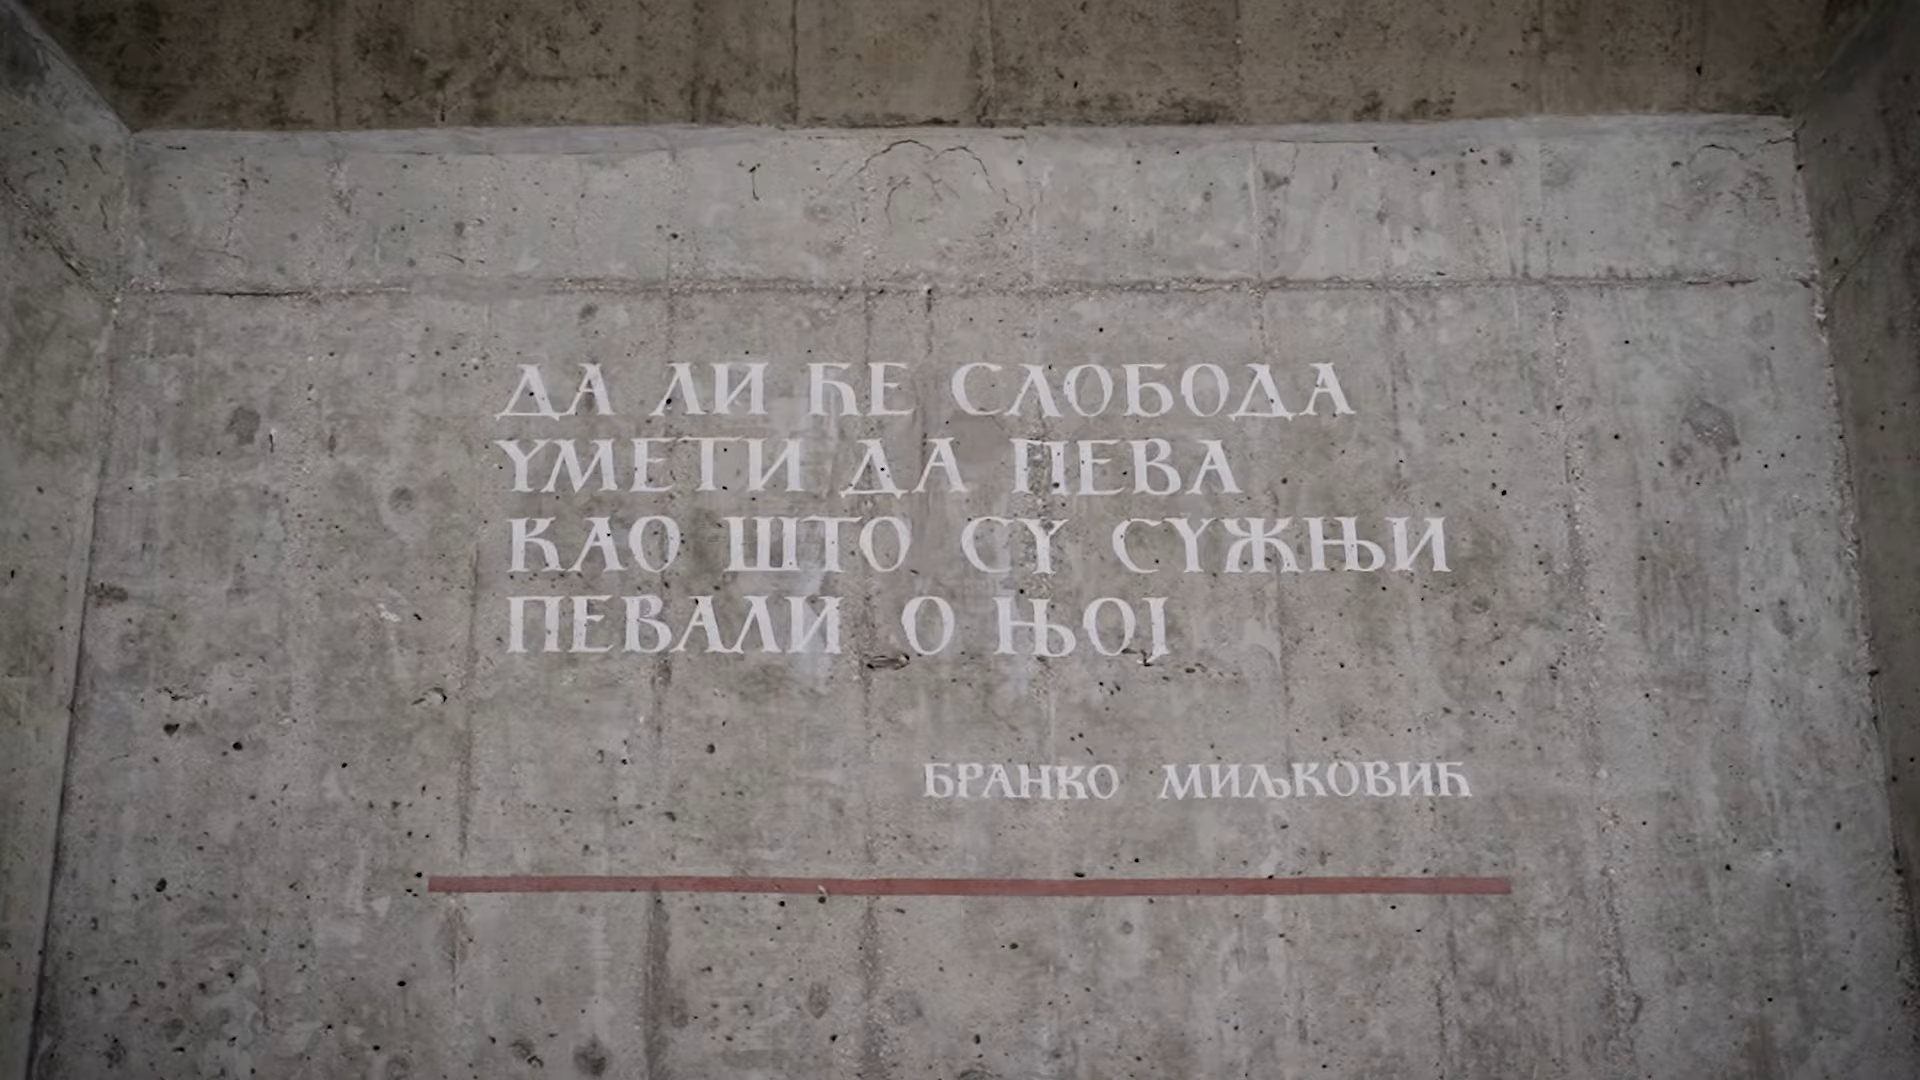 ДА ЛИ ЋЕ СЛОБОДА
УМЕТИ ДА ПЕВА
КАО ШТО СУ СУЖЊИ
ПЕВАЛИ О ЊОЈ
БРАНКО МИЉКОВИЋ